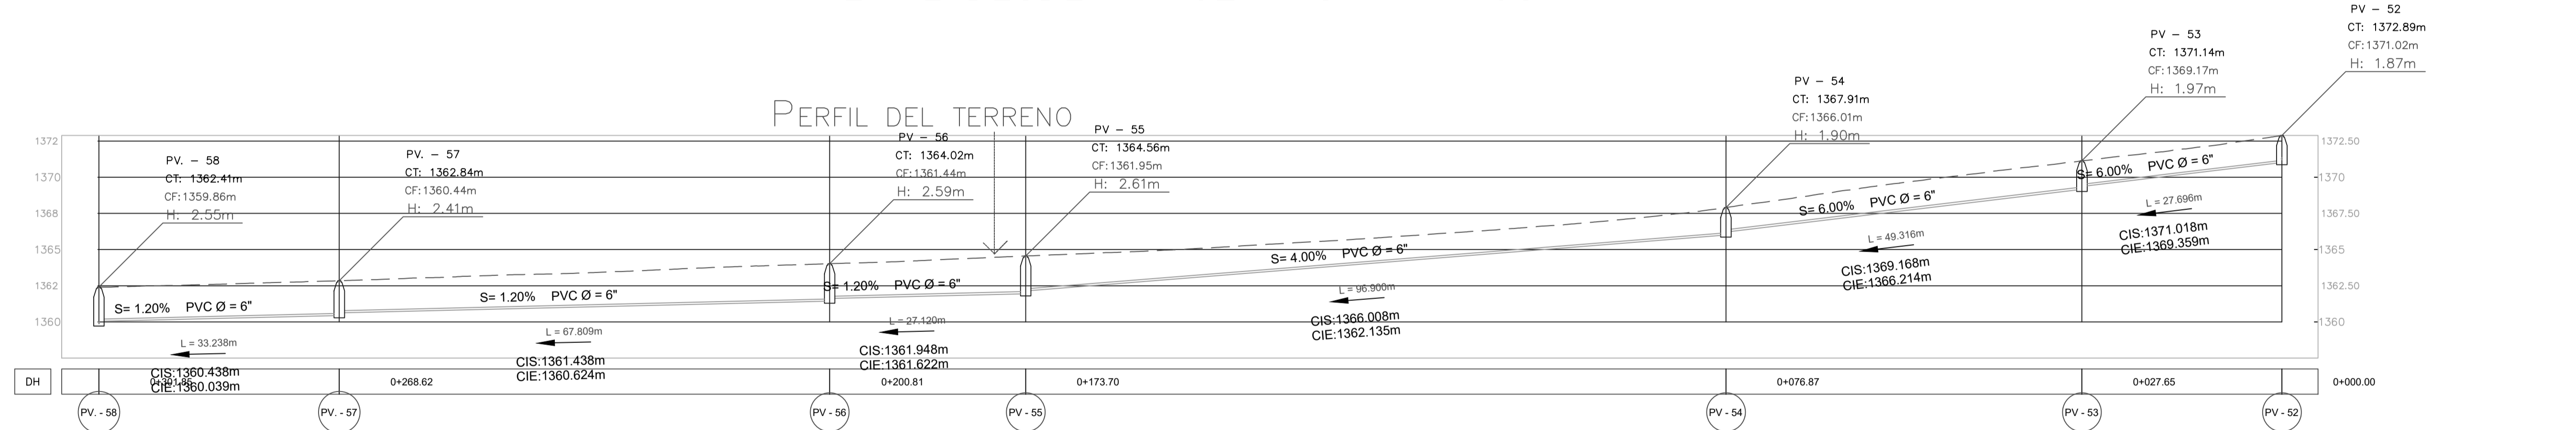 PERFIL DEL TERRENO
PV. - 58
CT: 1362.41m
CF:1359.86m
H: 2.55m
PV. - 57
CT: 1362.84m
CF:1360.44m
H: 2.41m
PV - 56
CT: 1364.02m
CF:1361.44m
H: 2.59m
PV - 55
CT: 1364.56m
CF:1361.95m
H: 2.61m
PV - 54
CT: 1367.91m
CF:1366.01m
H: 1.90m
PV - 53
CT: 1371.14m
CF:1369.17m
H: 1.97m
PV - 52
CT: 1372.89m
CF:1371.02m
H: 1.87m
1372
1370
1368
1365
1362
1360
1372.50
1370
1367.50
1365
1362.50
1360
S= 1.20% PVC Ø = 6"
L = 33.238m
CIS:1360.438m
CIE:1360.039m
S= 1.20% PVC Ø = 6"
L = 67.809m
CIS:1361.438m
CIE:1360.624m
S= 1.20% PVC Ø = 6"
L = 27.120m
CIS:1361.948m
CIE:1361.622m
S= 4.00% PVC Ø = 6"
L = 96.900m
CIS:1366.008m
CIE:1362.135m
S= 6.00% PVC Ø = 6"
L = 49.316m
CIS:1369.168m
CIE:1366.214m
S= 6.00% PVC Ø = 6"
L = 27.696m
CIS:1371.018m
CIE:1369.359m
DH
0+301.85
0+268.62
0+200.81
0+173.70
0+076.87
0+027.65
0+000.00
PV. - 58
PV. - 57
PV - 56
PV - 55
PV - 54
PV - 53
PV - 52